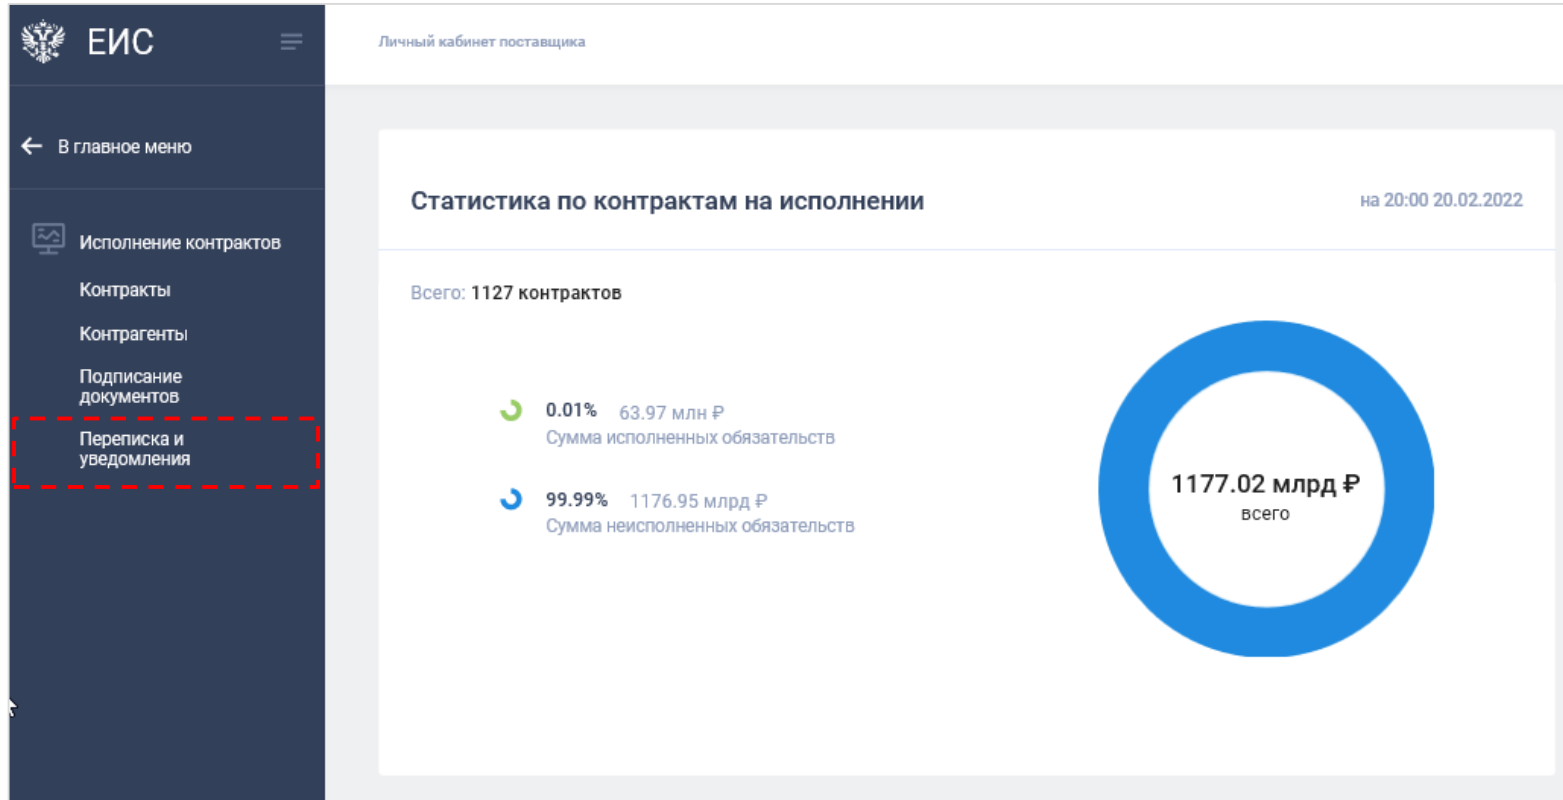 ЕИС
Личный кабинет поставщика
В главное меню
Исполнение контрактов
Контракты
Контрагенты
Подписание
документов
Переписка и
уведомления
Статистика по контрактам на исполнении
на 20:00 20.02.2022
Всего: 1127 контрактов
0.01% 63.97 млн ₽
Сумма исполненных обязательств
99.99% 1176.95 млрд ₽
Сумма неисполненных обязательств
1177.02 млрд ₽
всего